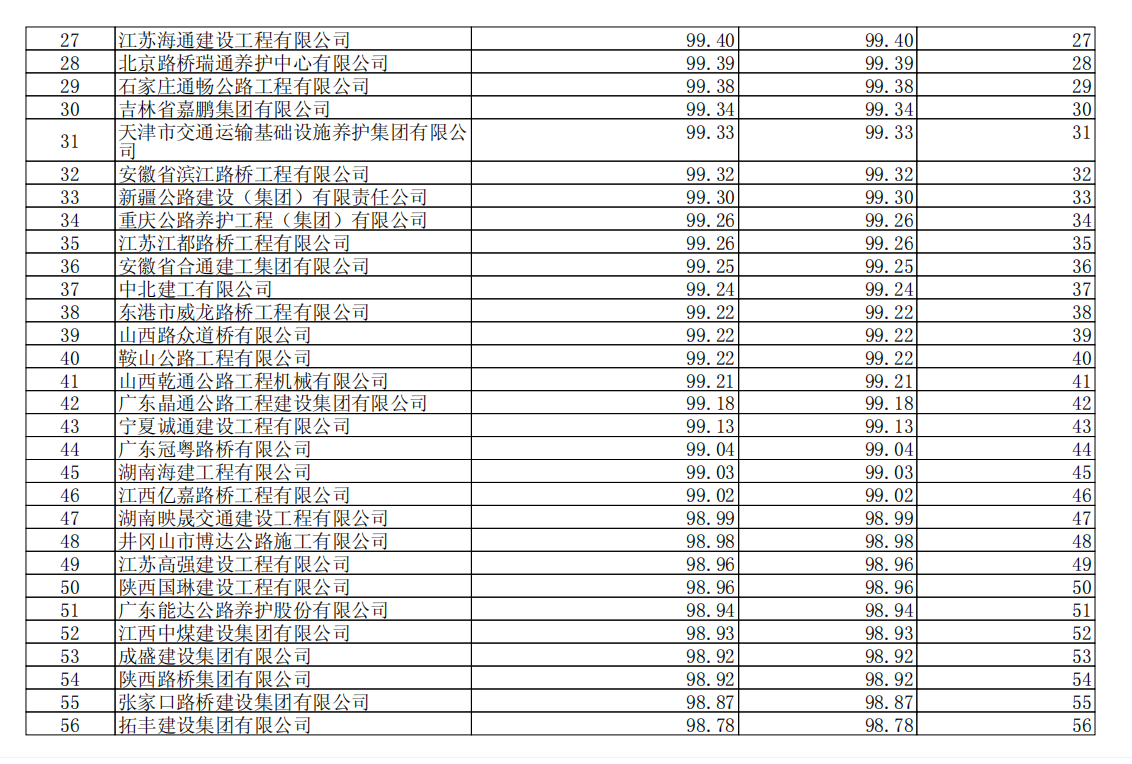 27 江苏海通建设工程有限公司 99.40 99.40 27
28 北京路桥瑞通养护中心有限公司 99.39 99.39 28
29 石家庄通畅公路工程有限公司 99.38 99.38 29
30 吉林省嘉鹏集团有限公司 99.34 99.34 30
31 天津市交通运输基础设施养护集团有限公 99.33 99.33 31
司
32 安徽省滨江路桥工程有限公司 99.32 99.32 32
33 新疆公路建设（集团）有限责任公司 99.30 99.30 33
34 重庆公路养护工程（集团）有限公司 99.26 99.26 34
35 江苏江都路桥工程有限公司 99.26 99.26 35
36 安徽省合通建工集团有限公司 99.25 99.25 36
37 中北建工有限公司 99.24 99.24 37
38 东港市威龙路桥工程有限公司 99.22 99.22 38
39 山西路众道桥有限公司 99.22 99.22 39
40 鞍山公路工程有限公司 99.22 99.22 40
41 山西乾通公路工程机械有限公司 99.21 99.21 41
42 广东晶通公路工程建设集团有限公司 99.18 99.18 42
43 宁夏诚通建设工程有限公司 99.13 99.13 43
44 广东冠粤路桥有限公司 99.04 99.04 44
45 湖南海建工程有限公司 99.03 99.03 45
46 江西亿嘉路桥工程有限公司 99.02 99.02 46
47 湖南映晟交通建设工程有限公司 98.99 98.99 47
48 井冈山市博达公路施工有限公司 98.98 98.98 48
49 江苏高强建设工程有限公司 98.96 98.96 49
50 陕西国琳建设工程有限公司 98.96 98.96 50
51 广东能达公路养护股份有限公司 98.94 98.94 51
52 江西中煤建设集团有限公司 98.93 98.93 52
53 成盛建设集团有限公司 98.92 98.92 53
54 陕西路桥集团有限公司 98.92 98.92 54
55 张家口路桥建设集团有限公司 98.87 98.87 55
56 拓丰建设集团有限公司 98.78 98.78 56